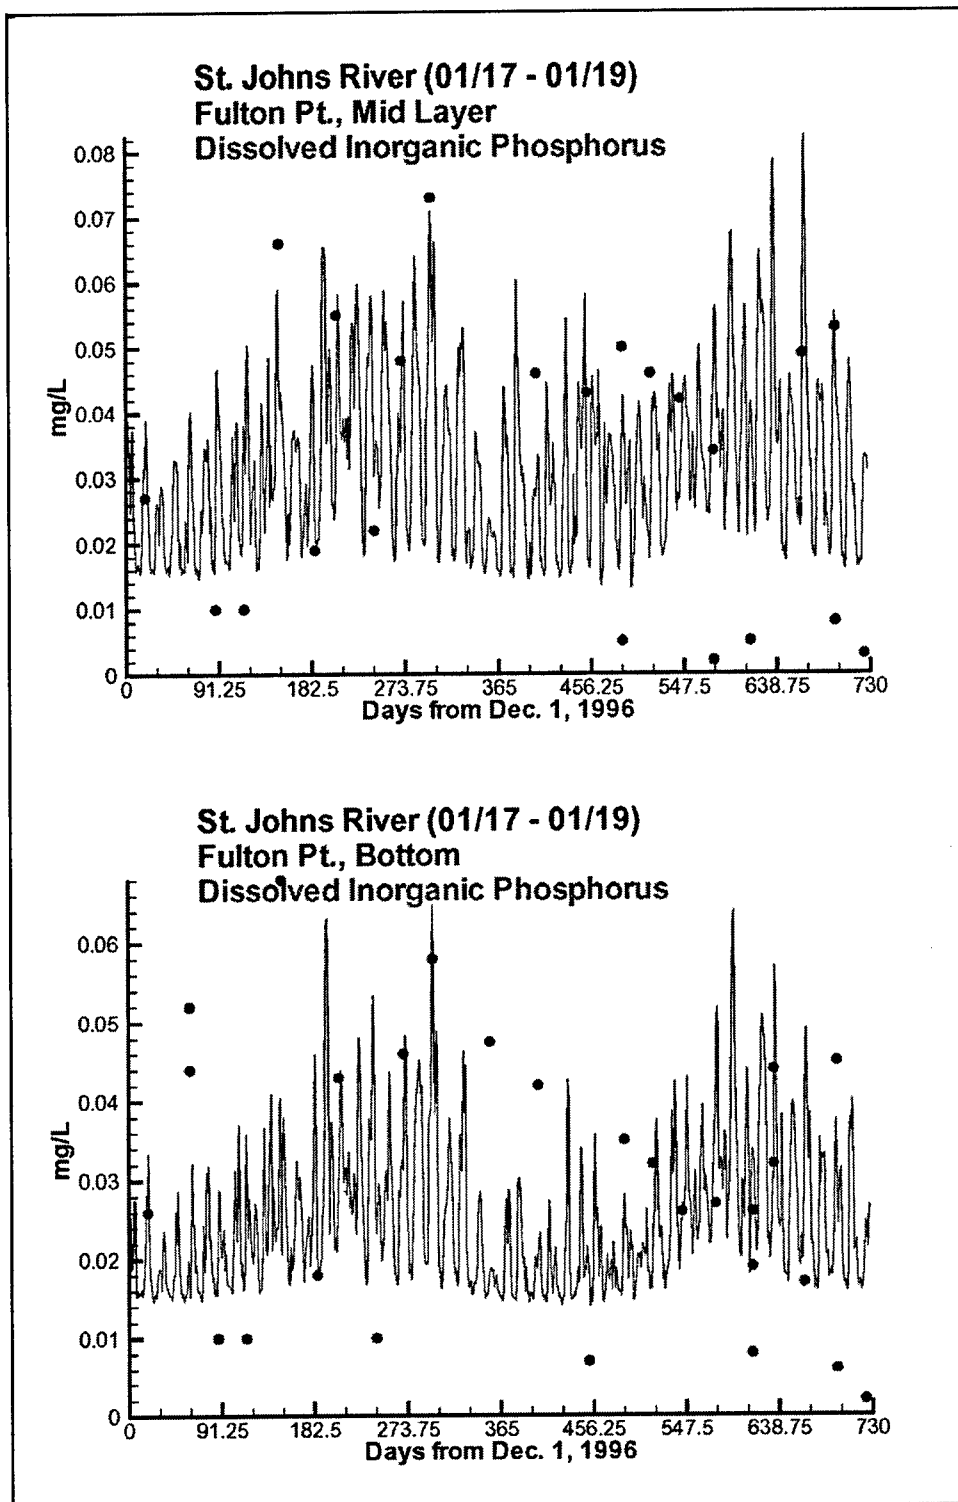 St. Johns River (01/17 - 01/19)
Fulton Pt., Mid Layer
Dissolved Inorganic Phosphorus
0.08
0.07
0.06
0.05
0.04
0.03
0.02
0.01
0
mg/L
0 91.25 182.5 273.75 365 456.25 547.5 638.75 730
Days from Dec. 1, 1996
St. Johns River (01/17 - 01/19)
Fulton Pt., Bottom
Dissolved Inorganic Phosphorus
0.06
0.05
0.04
0.03
0.02
0.01
0
mg/L
0 91.25 182.5 273.75 365 456.25 547.5 638.75 730
Days from Dec. 1, 1996